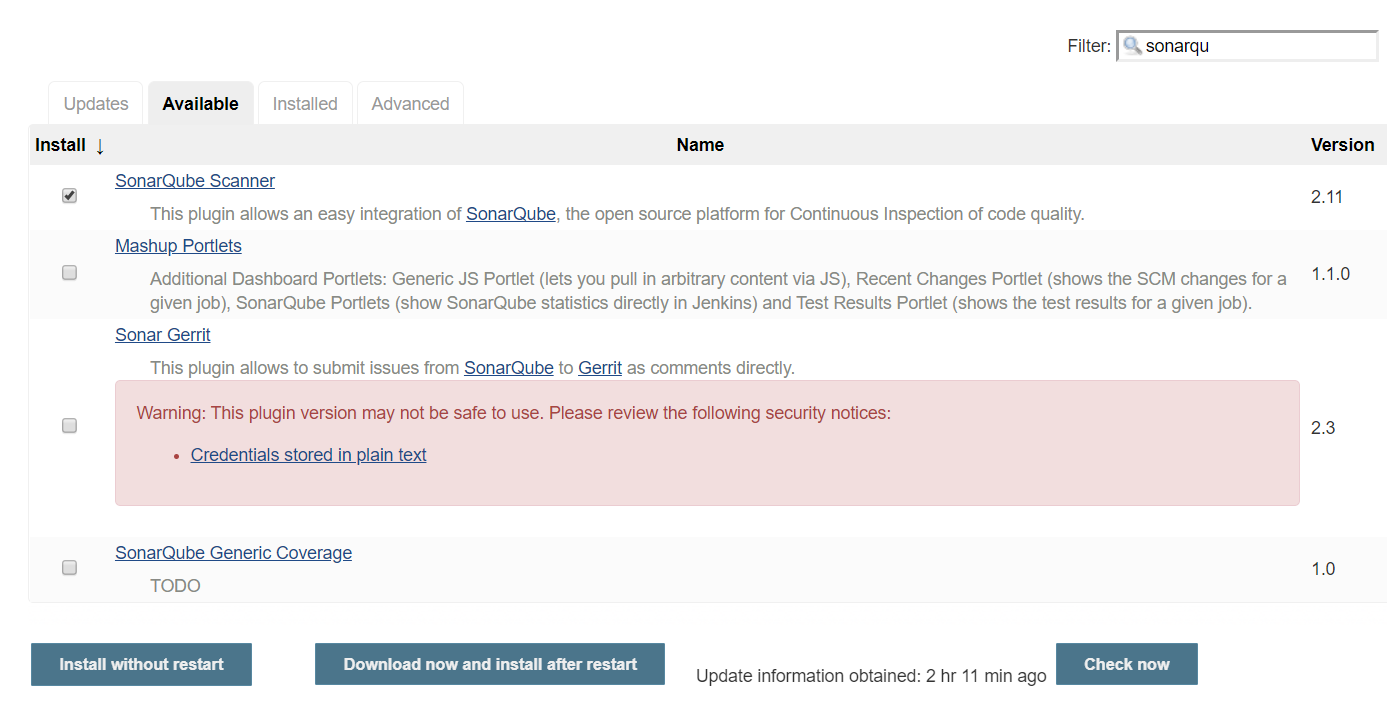 Filter: sonarqu
Updates Available Installed Advanced
Install ↓ Name Version
SonarQube Scanner
This plugin allows an easy integration of SonarQube, the open source platform for Continuous Inspection of code quality.
2.11
Mashup Portlets
Additional Dashboard Portlets: Generic JS Portlet (lets you pull in arbitrary content via JS), Recent Changes Portlet (shows the SCM changes for a
given job), SonarQube Portlets (show SonarQube statistics directly in Jenkins) and Test Results Portlet (shows the test results for a given job).
1.1.0
Sonar Gerrit
This plugin allows to submit issues from SonarQube to Gerrit as comments directly.
Warning: This plugin version may not be safe to use. Please review the following security notices:
• Credentials stored in plain text
2.3
SonarQube Generic Coverage
TODO
1.0
Install without restart Download now and install after restart Update information obtained: 2 hr 11 min ago Check now